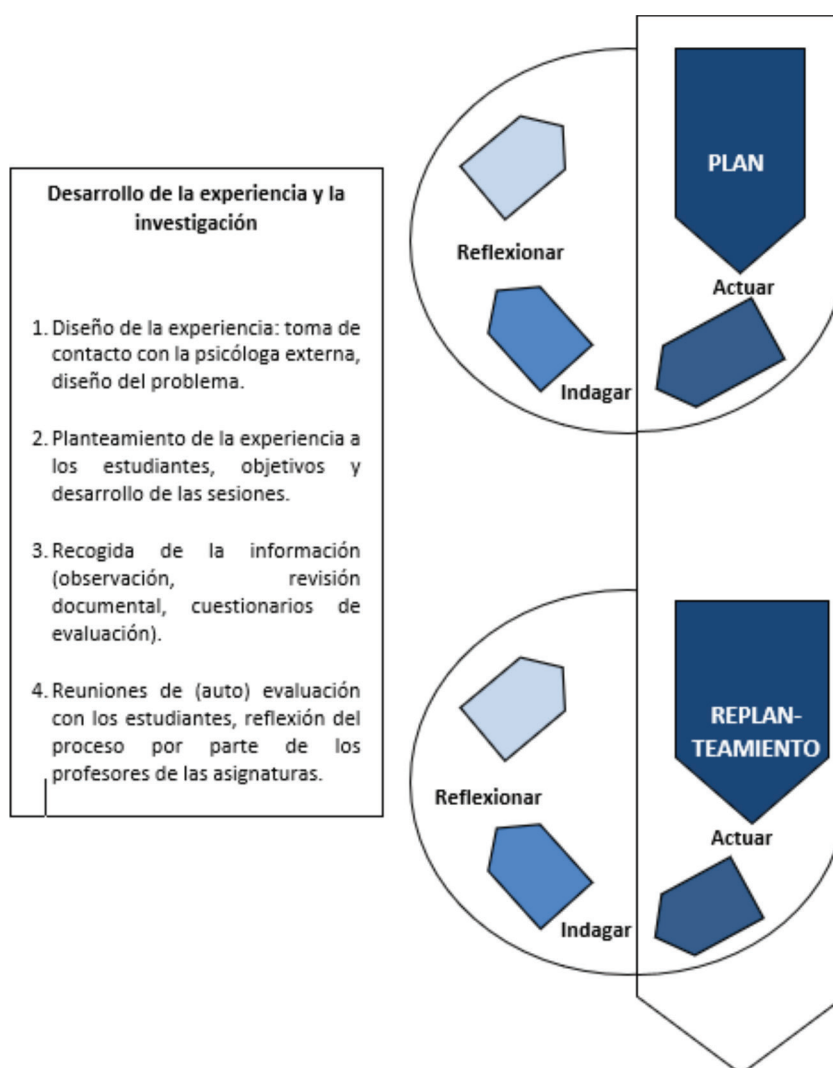 Desarrollo de la experiencia y la
investigación
1. Diseño de la experiencia: toma de
contacto con la psicóloga externa,
diseño del problema.
2. Planteamiento de la experiencia a
los estudiantes, objetivos y
desarrollo de las sesiones.
3. Recogida de la información
(observación, revisión
documental, cuestionarios de
evaluación).
4. Reuniones de (auto) evaluación
con los estudiantes, reflexión del
proceso por parte de los
profesores de las asignaturas.
PLAN
Actuar
Reflexionar
Indagar
REPLAN-
TEAMIENTO
Actuar
Reflexionar
Indagar